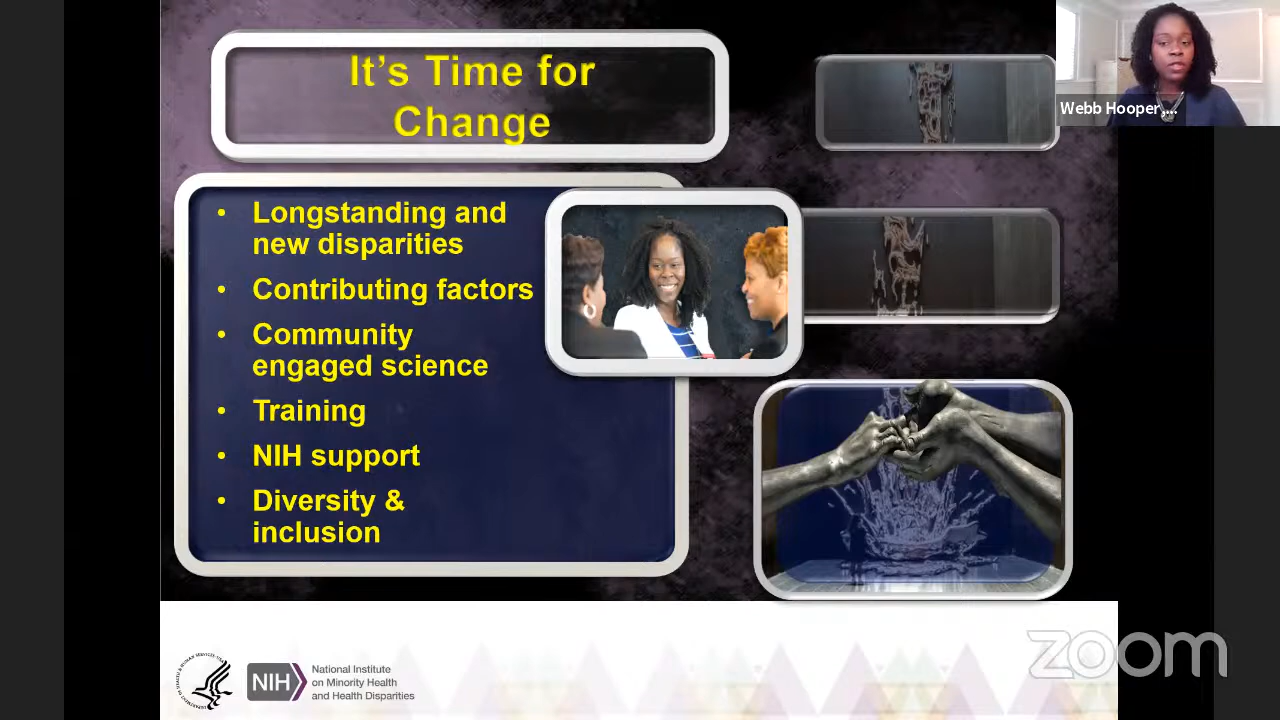 It's Time for
Change
Webb Hooper,...
• Longstanding and
new disparities
• Contributing factors
• Community
engaged science
• Training
• NIH support
• Diversity &
inclusion
NIH
National Institute
on Minority Health
and Health Disparities
zoom